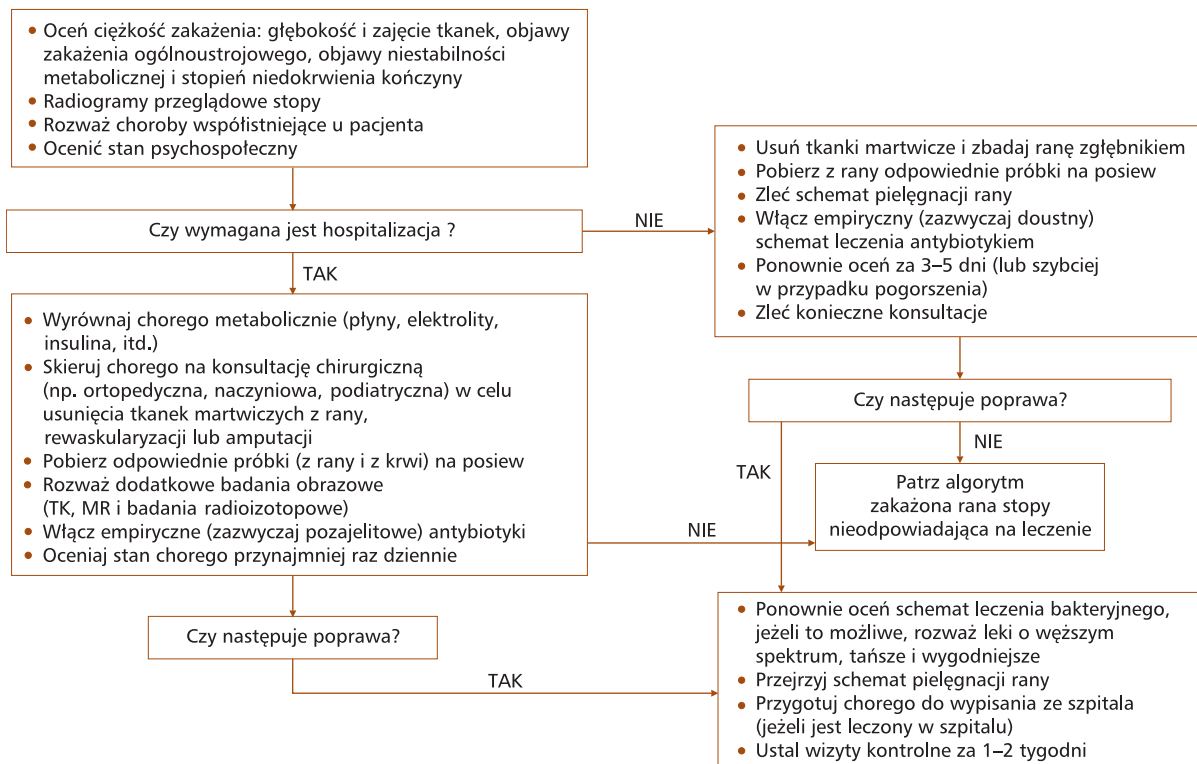 • Oceń ciężkość zakażenia: głębokość i zajęcie tkanek, objawy
zakażenia ogólnoustrojowego, objawy niestabilności
metabolicznej i stopień niedokrwienia kończyny
• Radiogramy przeglądowe stopy
• Rozważ choroby współistniejące u pacjenta
• Ocenić stan psychospołeczny
Czy wymagana jest hospitalizacja ?
NIE
• Usuń tkanki martwicze i zbadaj ranę zgłębnikiem
• Pobierz z rany odpowiednie próbki na posiew
• Zleć schemat pielęgnacji rany
• Włącz empiryczny (zazwyczaj doustny)
schemat leczenia antybiotykiem
• Ponownie oceń za 3–5 dni (lub szybciej
w przypadku pogorszenia)
• Zleć konieczne konsultacje
TAK
• Wyrównaj chorego metabolicznie (płyny, elektrolity,
insulina, itd.)
• Skieruj chorego na konsultację chirurgiczną
(np. ortopedyczna, naczyniowa, podiatryczna) w celu
usunięcia tkanek martwiczych z rany,
rewaskularyzacji lub amputacji
• Pobierz odpowiednie próbki (z rany i z krwi) na posiew
• Rozważ dodatkowe badania obrazowe
(TK, MR i badania radioizotopowe)
• Włącz empiryczne (zazwyczaj pozajelitowe) antybiotyki
• Oceniaj stan chorego przynajmniej raz dziennie
Czy następuje poprawa?
NIE
TAK
Patrz algorytm
zakażona rana stopy
nieodpowiadająca na leczenie
NIE
Czy następuje poprawa?
TAK
• Ponownie oceń schemat leczenia bakteryjnego,
jeżeli to możliwe, rozważ leki o węższym
spektrum, tańsze i wygodniejsze
• Przejrzyj schemat pielęgnacji rany
• Przygotuj chorego do wypisania ze szpitala
(jeżeli jest leczony w szpitalu)
• Ustal wizyty kontrolne za 1–2 tygodni